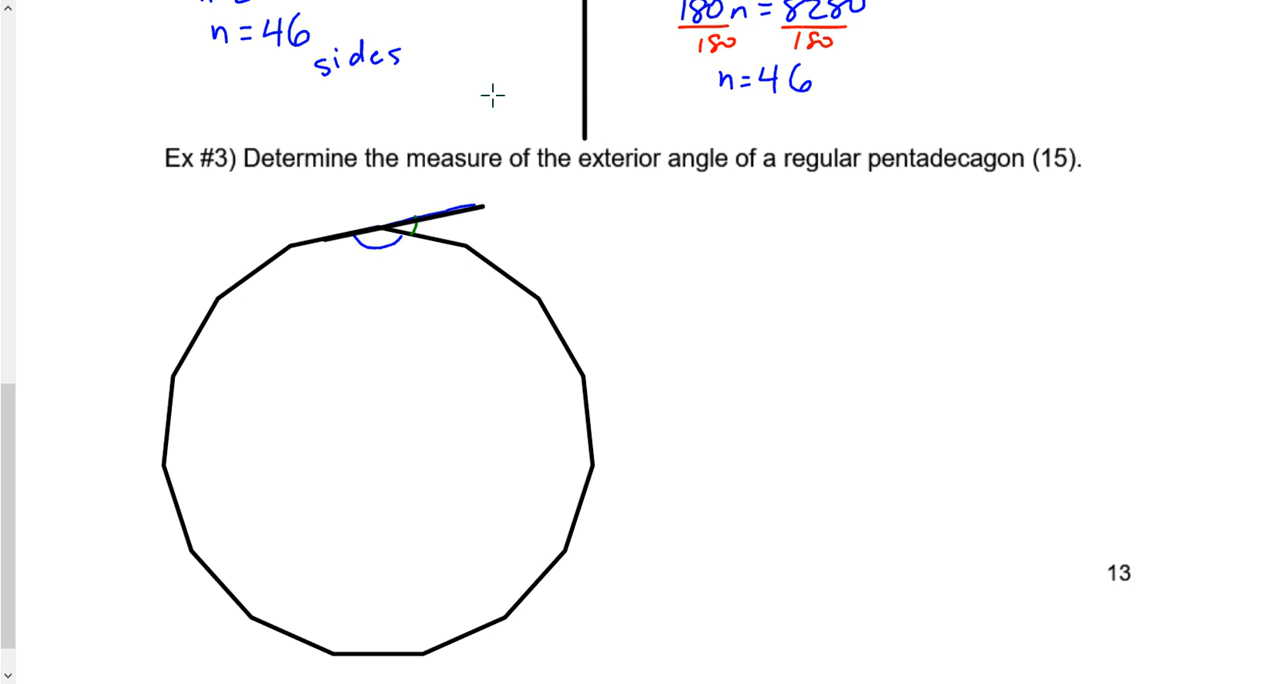 n = 46
sides
180n = 8280
180 180
n = 46
Ex #3) Determine the measure of the exterior angle of a regular pentadecagon (15).
13